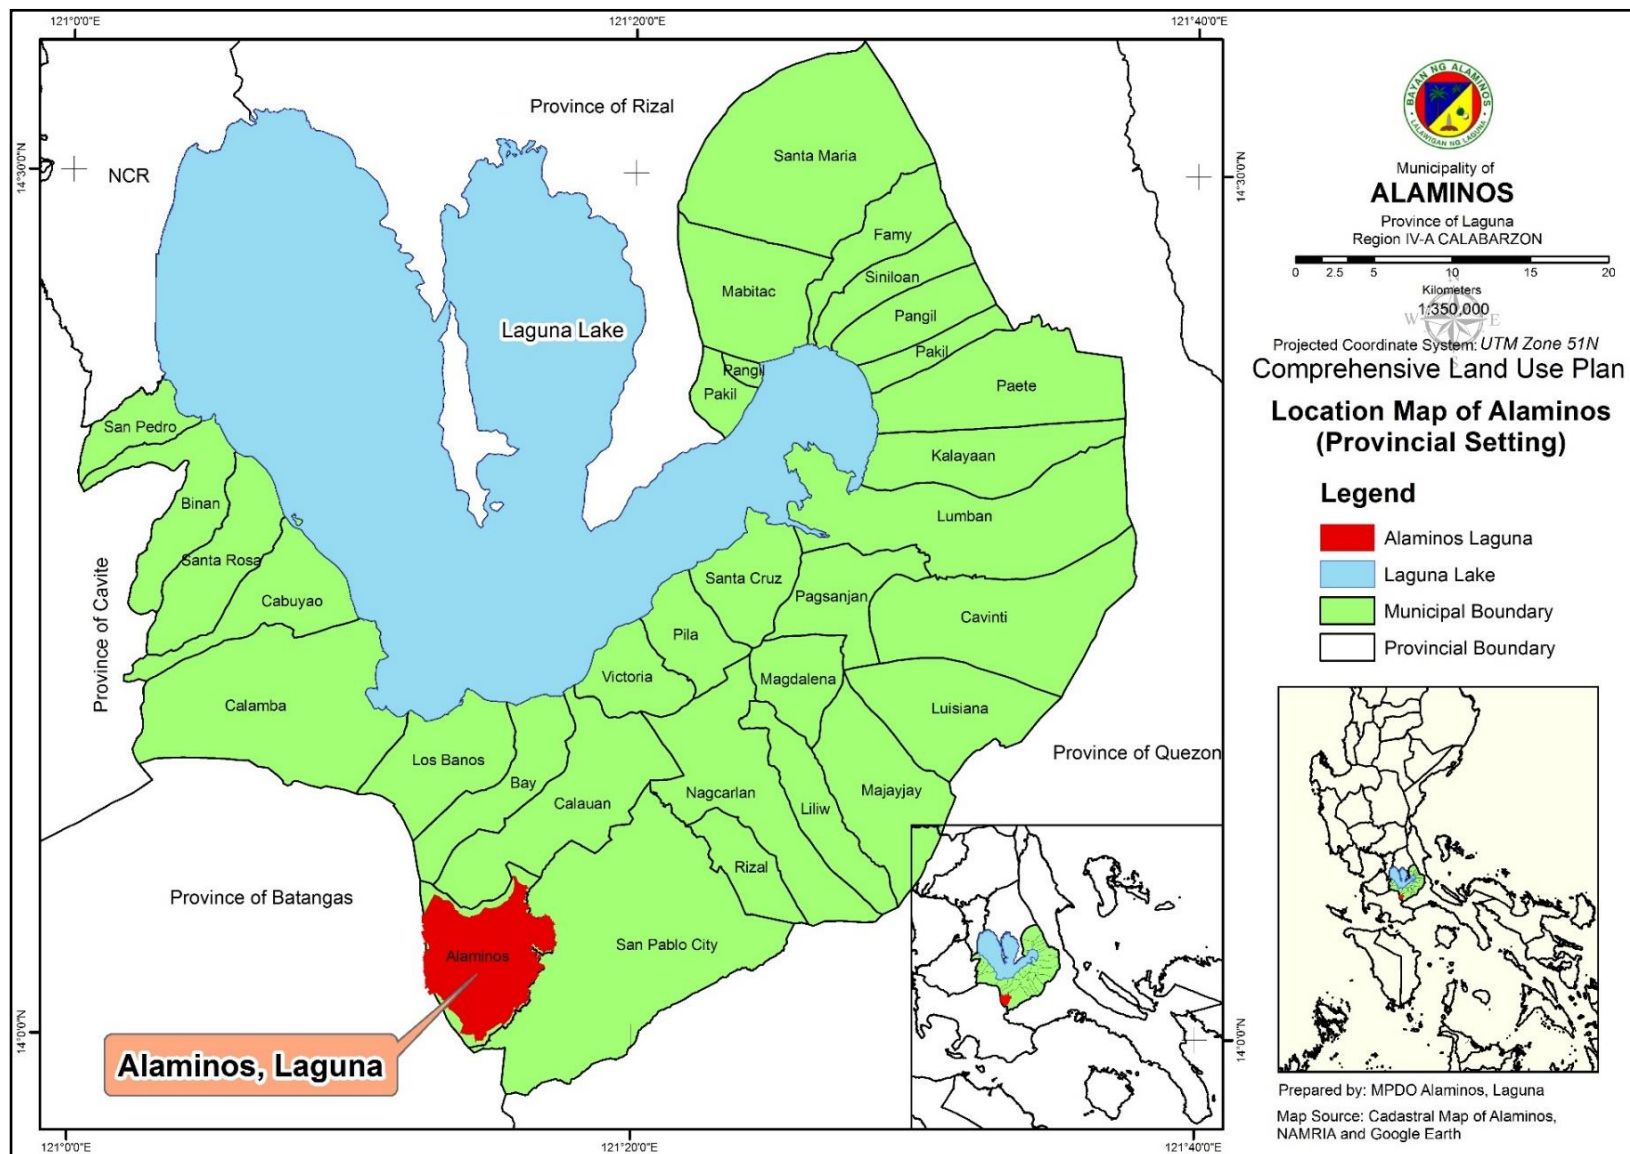 121°0'0"E
121°20'0"E
121°40'0"E
14°30'0"N
14°30'0"N
14°0'0"N
14°0'0"N
121°0'0"E
121°20'0"E
121°40'0"E
Province of Rizal
NCR
Santa Maria
Famy
Siniloan
Mabitac
Pangil
Laguna Lake
Pakil
Pangil
Pakil
Paete
San Pedro
Kalayaan
Binan
Lumban
Santa Rosa
Santa Cruz
Cabuyao
Pagsanjan
Cavinti
Province of Cavite
Pila
Victoria
Magdalena
Calamba
Luisiana
Los Banos
Province of Quezon
Bay
Calauan
Nagcarlan
Liliw
Majayjay
Rizal
Province of Batangas
San Pablo City
Alaminos
Alaminos, Laguna
BAYAN NG ALAMINOS
LALAWIGAN NG LAGUNA
Municipality of
ALAMINOS
Province of Laguna
Region IV-A CALABARZON
0 2.5 5 10 15 20
Kilometers
1:350,000
W E
Projected Coordinate System: UTM Zone 51N
Comprehensive Land Use Plan
Location Map of Alaminos
(Provincial Setting)
Legend
Alaminos Laguna
Laguna Lake
Municipal Boundary
Provincial Boundary
Prepared by: MPDO Alaminos, Laguna
Map Source: Cadastral Map of Alaminos,
NAMRIA and Google Earth